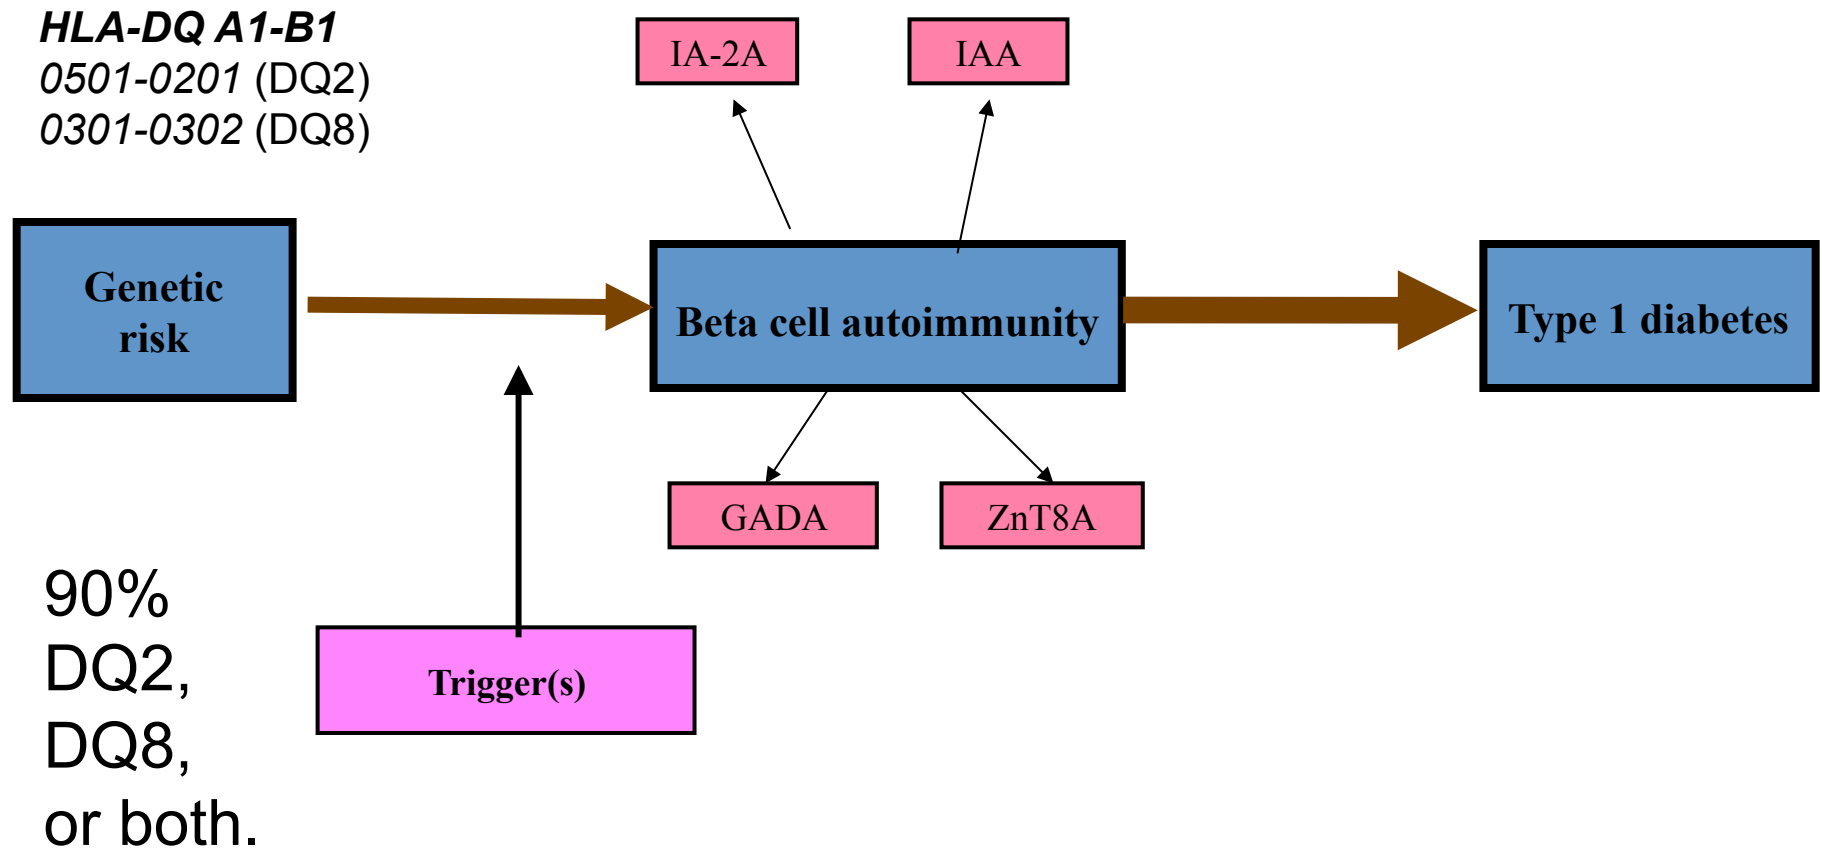 HLA-DQ A1-B1
0501-0201 (DQ2)
0301-0302 (DQ8)
IA-2A
IAA
Genetic
risk
Beta cell autoimmunity
Type 1 diabetes
GADA
ZnT8A
90%
DQ2,
DQ8,
or both.
Trigger(s)